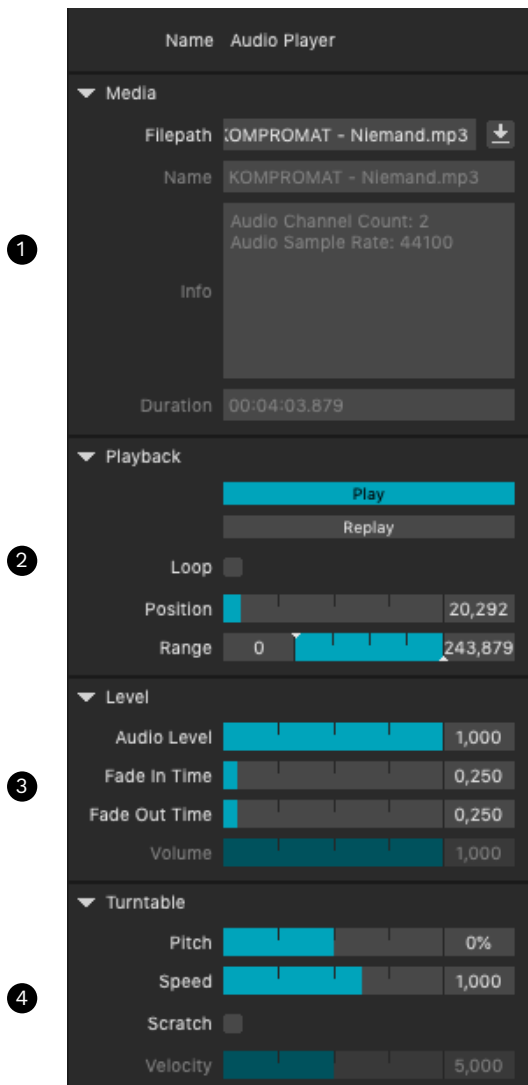 Name Audio Player
Media
Filepath KOMPROMAT - Niemand.mp3
Name KOMPROMAT - Niemand.mp3
1
Info
Audio Channel Count: 2
Audio Sample Rate: 44100
Duration 00:04:03.879
Playback
Play
Replay
2
Loop
Position 20,292
Range 0 243,879
Level
Audio Level 1,000
3
Fade In Time 0,250
Fade Out Time 0,250
Volume 1,000
Turntable
Pitch 0%
Speed 1,000
4
Scratch
Velocity 5,000